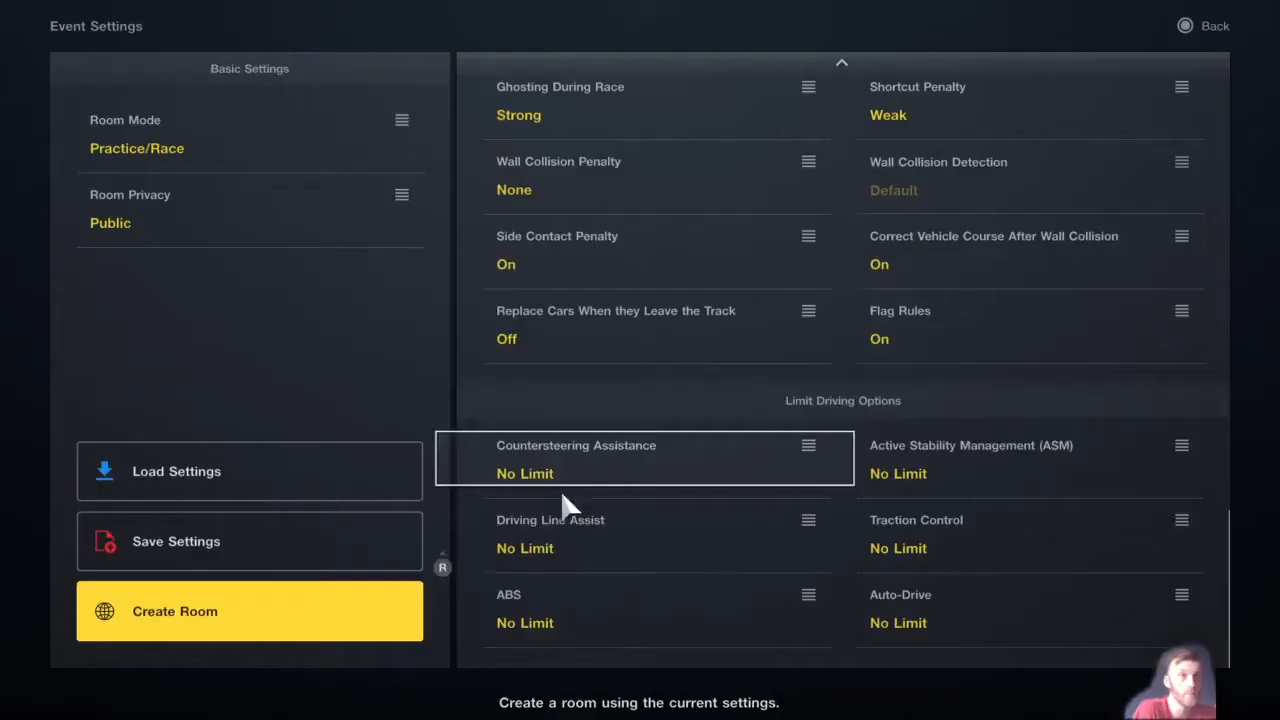 Event Settings
Back
Basic Settings
Room Mode
Practice/Race
Room Privacy
Public
Load Settings
Save Settings
Create Room
R
Ghosting During Race
Strong
Shortcut Penalty
Weak
Wall Collision Penalty
None
Wall Collision Detection
Default
Side Contact Penalty
On
Correct Vehicle Course After Wall Collision
On
Replace Cars When they Leave the Track
Off
Flag Rules
On
Limit Driving Options
Countersteering Assistance
No Limit
Active Stability Management (ASM)
No Limit
Driving Line Assist
No Limit
Traction Control
No Limit
ABS
No Limit
Auto-Drive
No Limit
Create a room using the current settings.